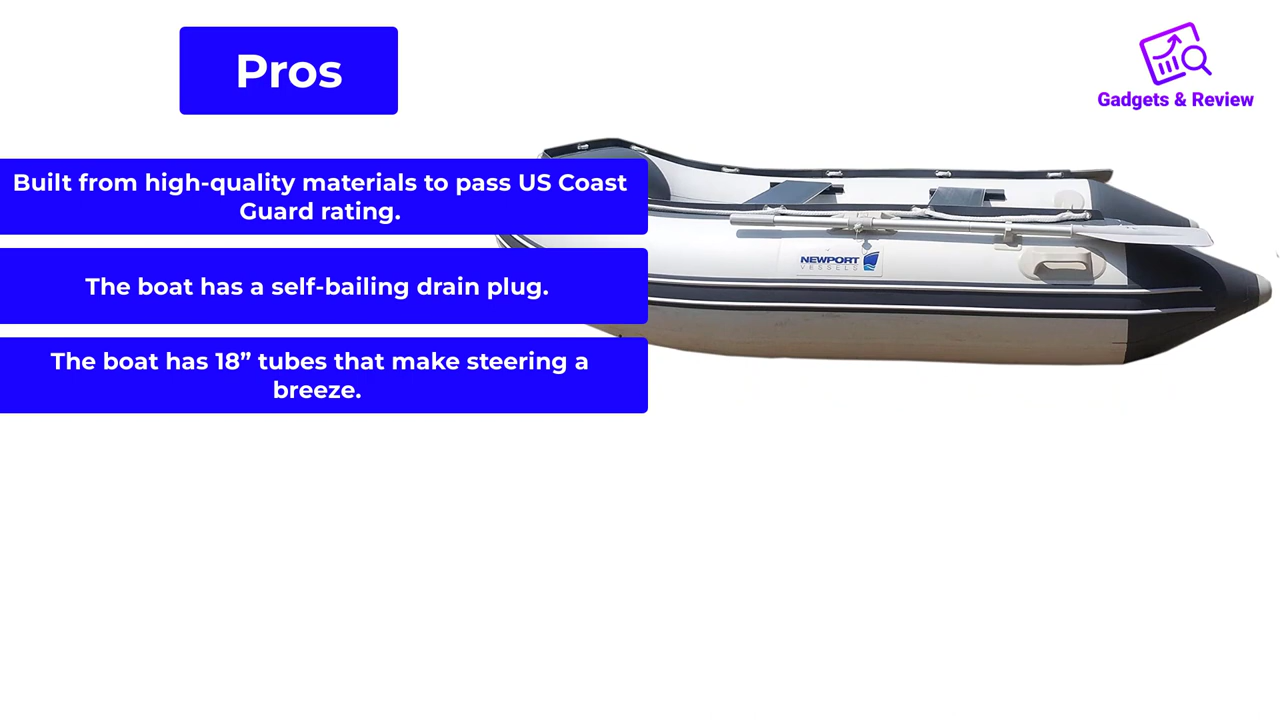 Pros
Gadgets & Review
Built from high-quality materials to pass US Coast
Guard rating.
The boat has a self-bailing drain plug.
The boat has 18” tubes that make steering a
breeze.
NEWPORT
VESSELS